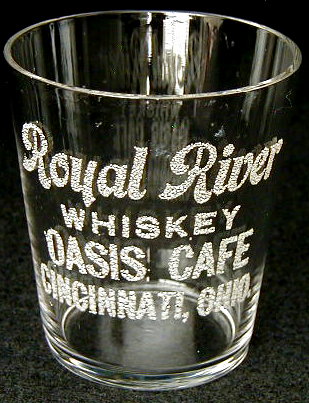 Royal River
WHISKEY
OASIS CAFE
CINCINNATI, OHIO.